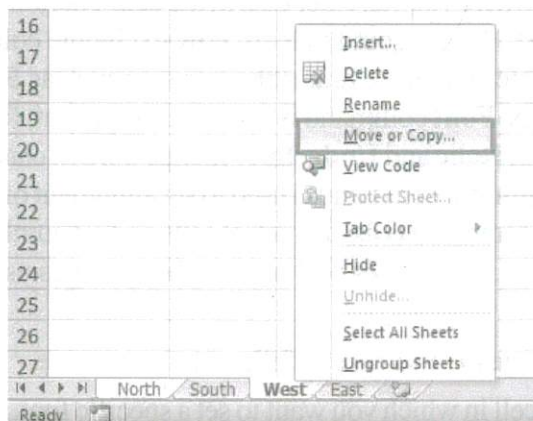 16
17
18
19
20
21
22
23
24
25
26
27
Insert...
Delete
Rename
Move or Copy...
View Code
Protect Sheet...
Tab Color
Hide
Unhide...
Select All Sheets
Ungroup Sheets
North South West East
Ready